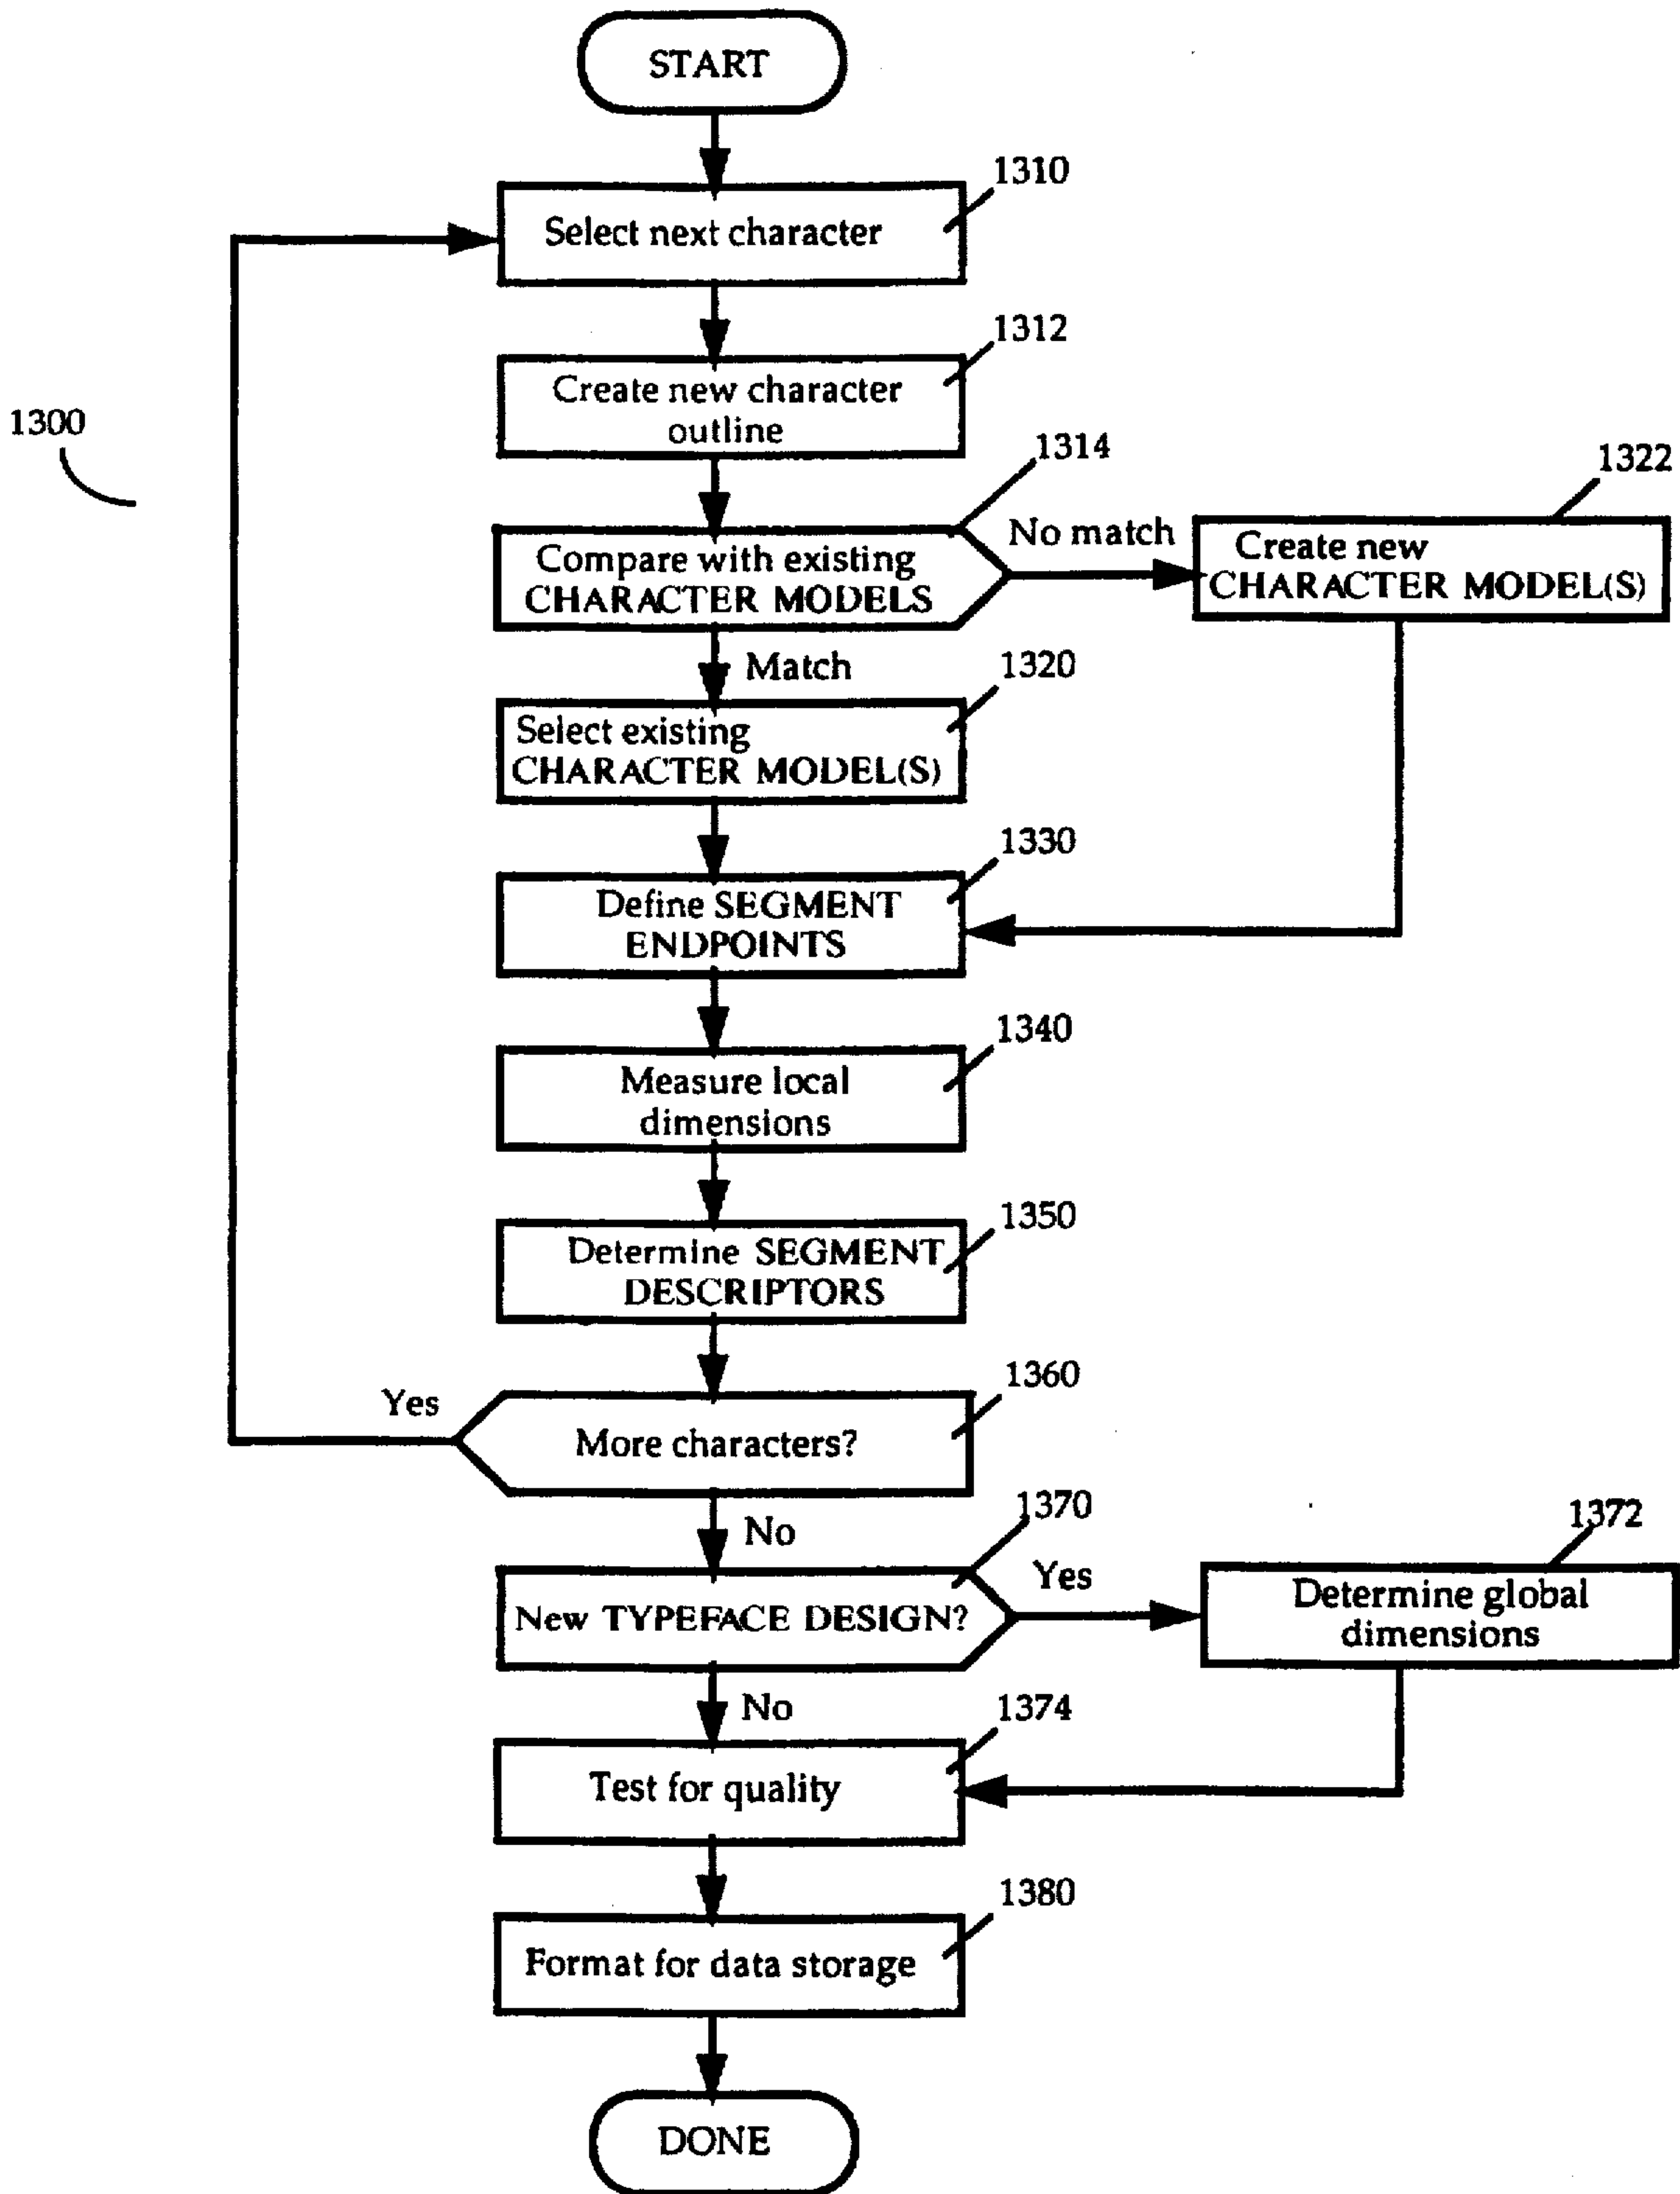 START
1310
Select next character
1312
Create new character
outline
1300
1314
1322
Compare with existing
CHARACTER MODELS
No match
Create new
CHARACTER MODEL(S)
Match
1320
Select existing
CHARACTER MODEL(S)
1330
Define SEGMENT
ENDPOINTS
1340
Measure local
dimensions
1350
Determine SEGMENT
DESCRIPTORS
1360
Yes
More characters?
1370
No
1372
New TYPEFACE DESIGN?
Yes
Determine global
dimensions
No
1374
Test for quality
1380
Format for data storage
DONE